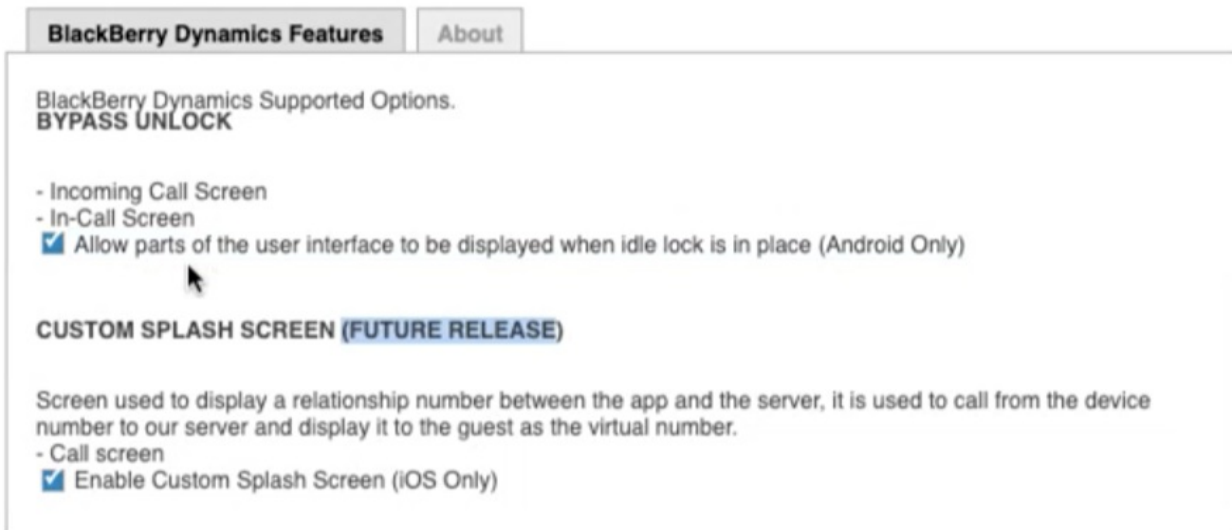 BlackBerry Dynamics Features
About
BlackBerry Dynamics Supported Options.
BYPASS UNLOCK
- Incoming Call Screen
- In-Call Screen
Allow parts of the user interface to be displayed when idle lock is in place (Android Only)
CUSTOM SPLASH SCREEN (FUTURE RELEASE)
Screen used to display a relationship number between the app and the server, it is used to call from the device
number to our server and display it to the guest as the virtual number.
- Call screen
Enable Custom Splash Screen (iOS Only)